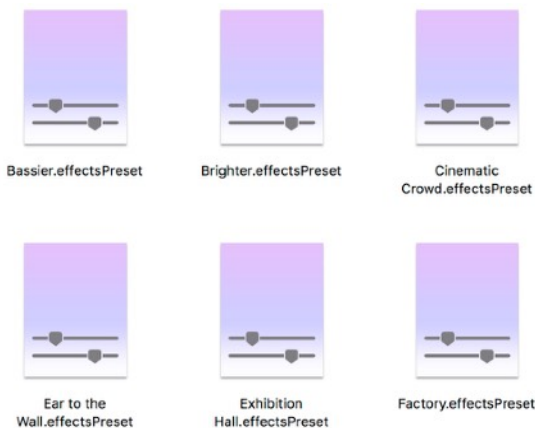 Bassier.effectsPreset
Brighter.effectsPreset
Cinematic
Crowd.effectsPreset
Ear to the
Wall.effectsPreset
Exhibition
Hall.effectsPreset
Factory.effectsPreset